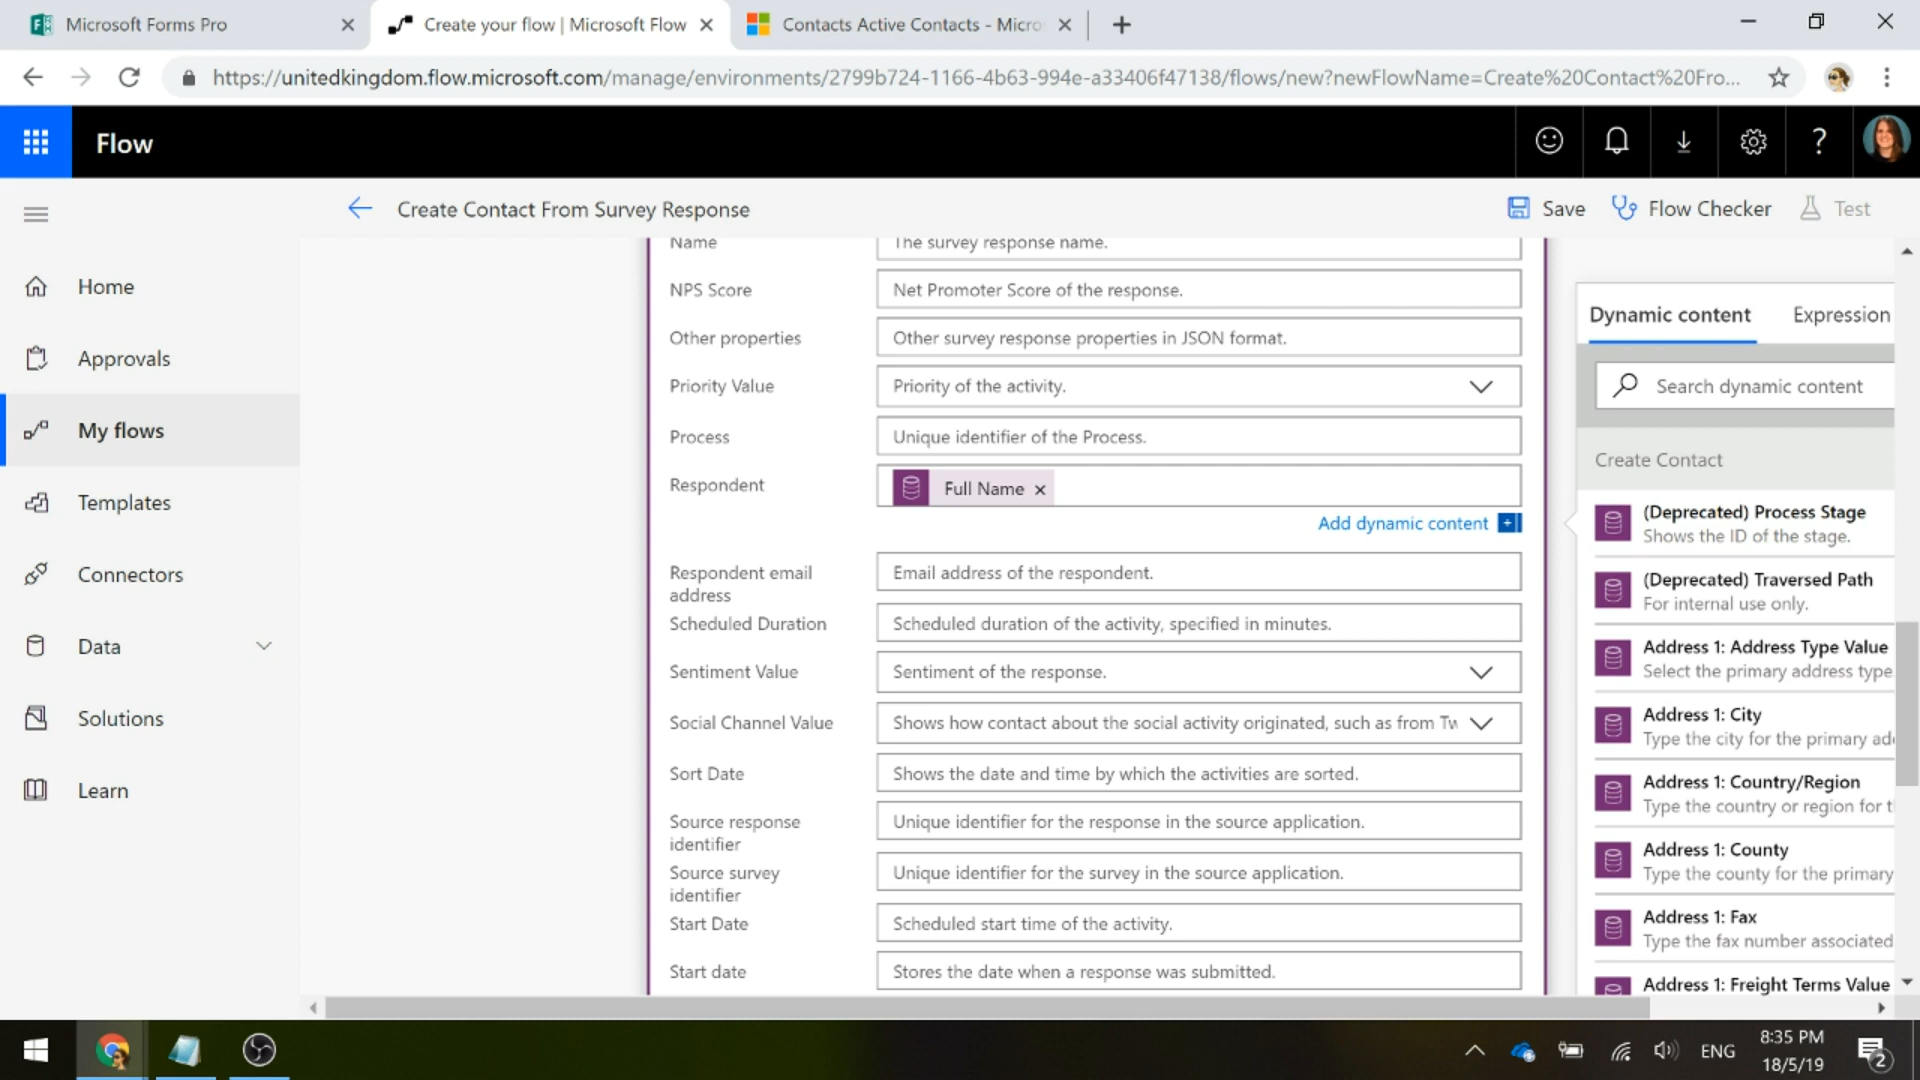 Microsoft Forms Pro
Create your flow | Microsoft Flow
Contacts Active Contacts - Micro
https://unitedkingdom.flow.microsoft.com/manage/environments/2799b724-1166-4b63-994e-a33406f47138/flows/new?newFlowName=Create%20Contact%20Fro...
Flow
?
Create Contact From Survey Response
Save
Flow Checker
Test
Home
Approvals
My flows
Templates
Connectors
Data
Solutions
Learn
Name
The survey response name.
NPS Score
Net Promoter Score of the response.
Other properties
Other survey response properties in JSON format.
Priority Value
Priority of the activity.
Process
Unique identifier of the Process.
Respondent
Full Name
Add dynamic content
Respondent email
address
Email address of the respondent.
Scheduled Duration
Scheduled duration of the activity, specified in minutes.
Sentiment Value
Sentiment of the response.
Social Channel Value
Shows how contact about the social activity originated, such as from Tw
Sort Date
Shows the date and time by which the activities are sorted.
Source response
identifier
Unique identifier for the response in the source application.
Source survey
identifier
Unique identifier for the survey in the source application.
Start Date
Scheduled start time of the activity.
Start date
Stores the date when a response was submitted.
Dynamic content
Expression
Search dynamic content
Create Contact
(Deprecated) Process Stage
Shows the ID of the stage.
(Deprecated) Traversed Path
For internal use only.
Address 1: Address Type Value
Select the primary address type
Address 1: City
Type the city for the primary ad
Address 1: Country/Region
Type the country or region for t
Address 1: County
Type the county for the primary
Address 1: Fax
Type the fax number associated
Address 1: Freight Terms Value
ENG
8:35 PM
18/5/19
2